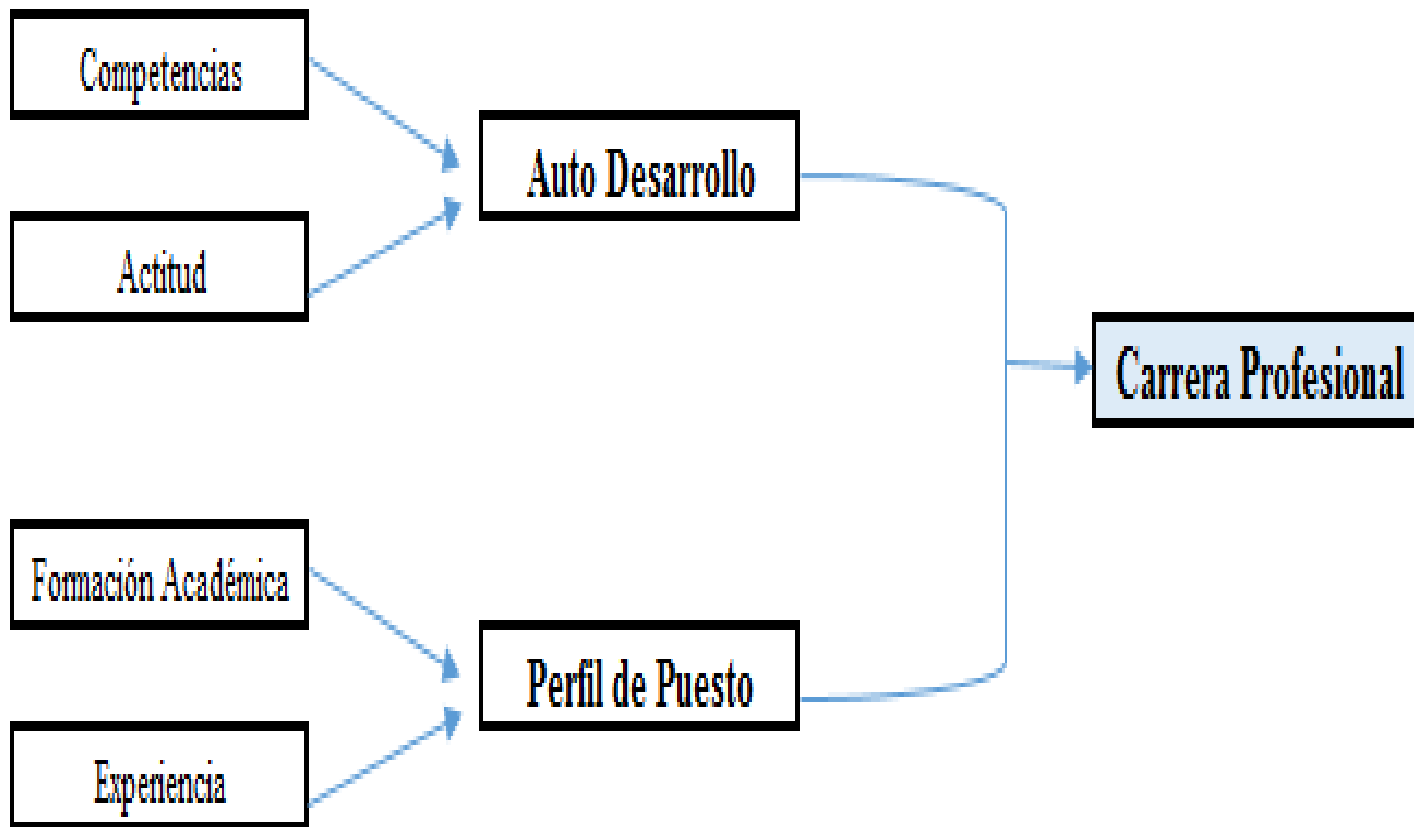 Competencias
Auto Desarrollo
Actitud
Carrera Profesional
Formación Académica
Perfil de Puesto
Experiencia